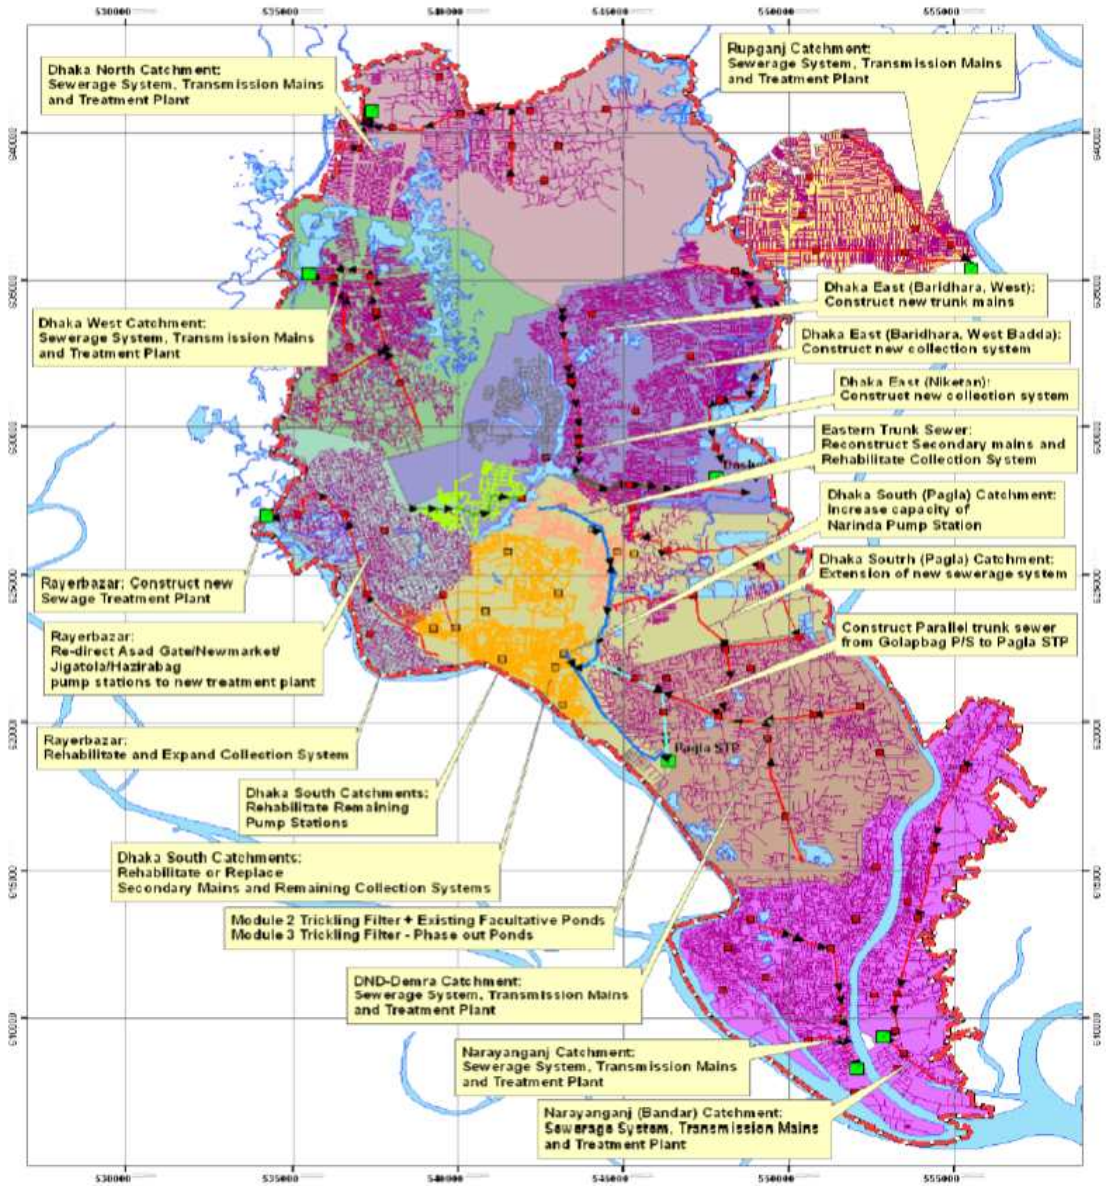 530000
535000
540000
545000
550000
555000
Dhaka North Catchment:
Sewerage System, Transmission Mains
and Treatment Plant
Rupganj Catchment:
Sewerage System, Transmission Mains
and Treatment Plant
Dhaka West Catchment:
Sewerage System, Transmission Mains
and Treatment Plant
Dhaka East (Baridhara, West):
Construct new trunk mains
Dhaka East (Baridhara, West Badda):
Construct new collection system
Dhaka East (Niketan):
Construct new collection system
Eastern Trunk Sewer:
Reconstruct Secondary mains and
Rehabilitate Collection System
Dhaka South (Pagla) Catchment:
Increase capacity of
Narinda Pump Station
Dhaka Soutrh (Pagla) Catchment:
Extension of new sewerage system
Construct Parallel trunk sewer
from Golapbag P/S to Pagla STP
Rayerbazar: Construct new
Sewage Treatment Plant
Rayerbazar:
Re-direct Asad Gate/Newmarket/
Jigatola/Hazirabag
pump stations to new treatment plant
Rayerbazar:
Rehabilitate and Expand Collection System
Pagla STP
Dhaka South Catchments:
Rehabilitate Remaining
Pump Stations
Dhaka South Catchments:
Rehabilitate or Replace
Secondary Mains and Remaining Collection Systems
Module 2 Trickling Filter + Existing Facultative Ponds
Module 3 Trickling Filter - Phase out Ponds
DND-Demra Catchment:
Sewerage System, Transmission Mains
and Treatment Plant
Narayanganj Catchment:
Sewerage System, Transmission Mains
and Treatment Plant
Narayanganj (Bandar) Catchment:
Sewerage System, Transmission Mains
and Treatment Plant
530000
535000
540000
545000
550000
555000